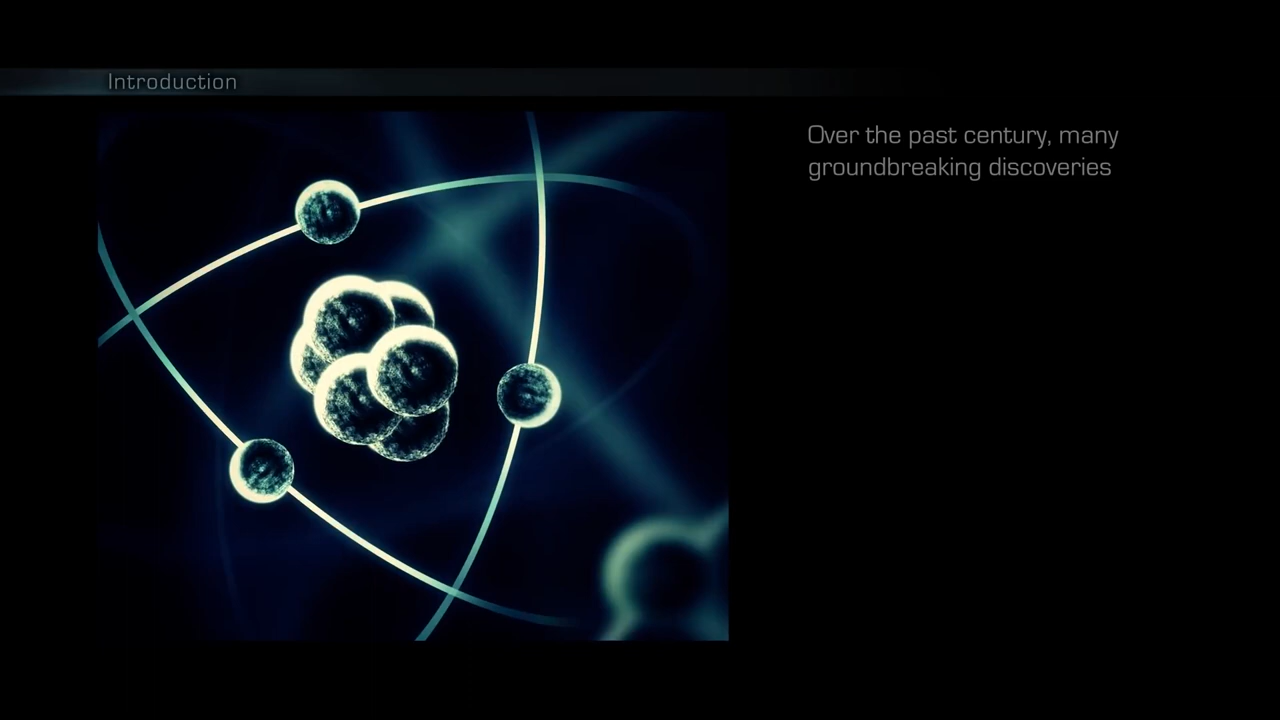 Introduction
Over the past century, many
groundbreaking discoveries